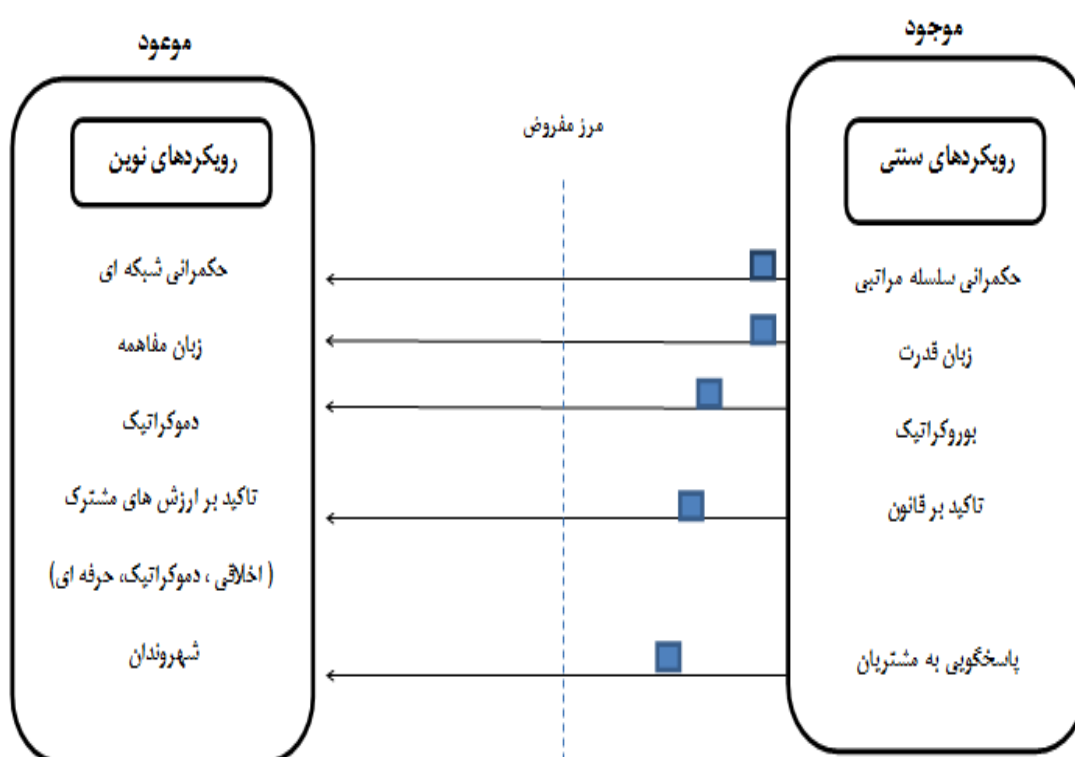 موجود
موعود
مرز مفروض
رویکردهای سنتی
رویکردهای نوین
حکمرانی سلسله مراتبی
حکمرانی شبکه ای
زبان قدرت
زبان مفاهمه
بوروکراتیک
دموکراتیک
تاکید بر قانون
تاکید بر ارزش های مشترک
( اخلاقی ، دموکراتیک، حرفه ای)
پاسخگویی به مشتریان
شهروندان